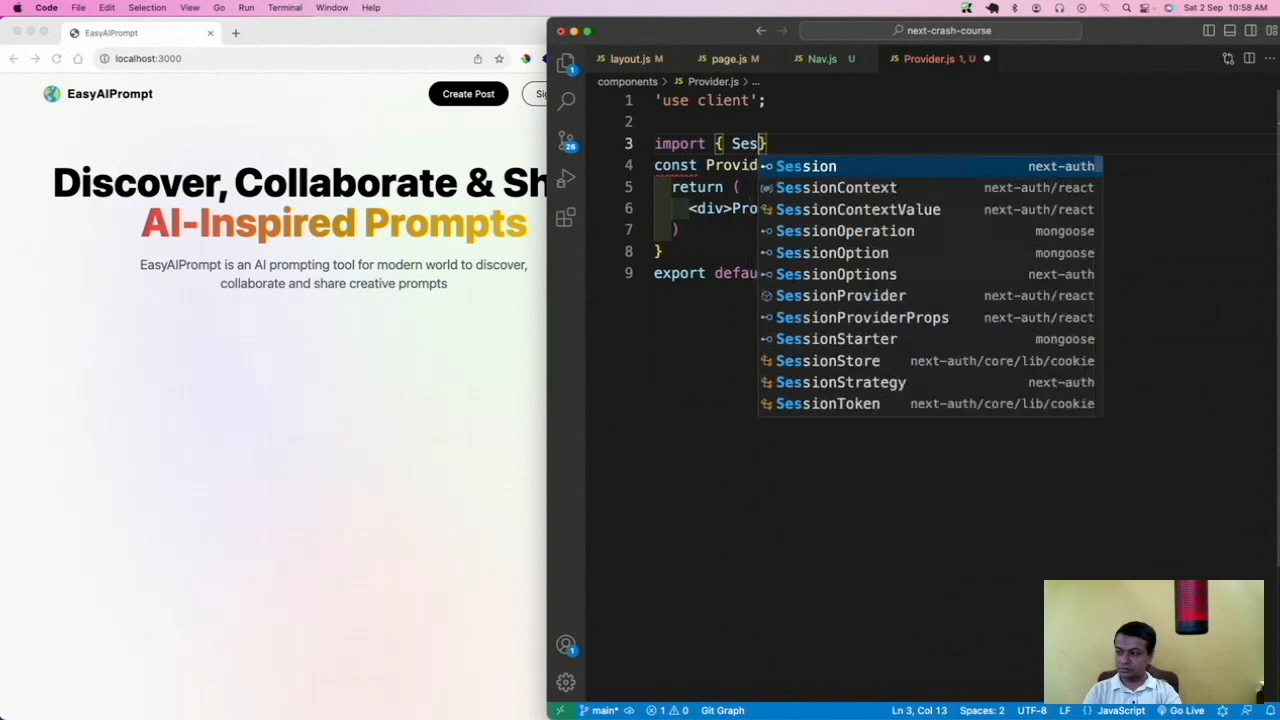 Code File Edit Selection View Go Run Terminal Window Help
Sat 2 Sep 10:58 AM
EasyAIPrompt
localhost:3000
EasyAIPrompt
Create Post
Discover, Collaborate & Sh
AI-Inspired Prompts
EasyAIPrompt is an AI prompting tool for modern world to discover,
collaborate and share creative prompts
next-crash-course
layout.js M page.js M Nav.js U Provider.js 1, U
components > Provider.js > ...
1 'use client';
2
3 import { Ses}
4 const Provid
5 return (
6 <div>Pro
7 )
8 }
9 export defau
Session next-auth
SessionContext next-auth/react
SessionContextValue next-auth/react
SessionOperation mongoose
SessionOption mongoose
SessionOptions next-auth
SessionProvider next-auth/react
SessionProviderProps next-auth/react
SessionStarter mongoose
SessionStore next-auth/core/lib/cookie
SessionStrategy next-auth
SessionToken next-auth/core/lib/cookie
1
26
1
main* 1 0 Git Graph
Ln 3, Col 13 Spaces: 2 UTF-8 LF {} JavaScript Go Live